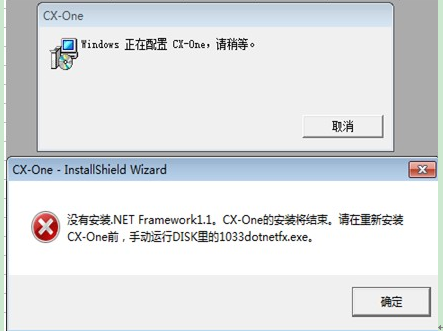 CX-One
Windows 正在配置 CX-One，请稍等。
取消
CX-One - InstallShield Wizard
没有安装.NET Framework1.1。CX-One的安装将结束。请在重新安装
CX-One前，手动运行DISK里的1033dotnetfx.exe。
确定